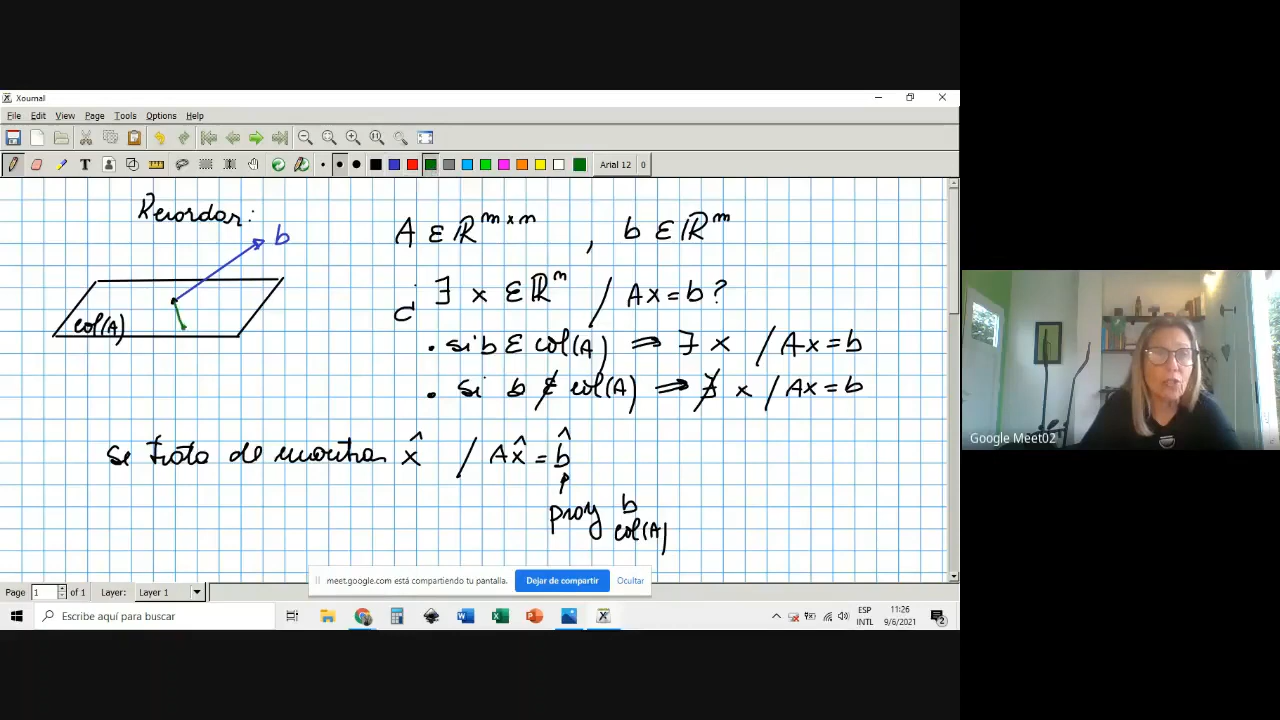 Xournal
File Edit View Page Tools Options Help
Arial 12 0
Recordar:
A ∈ ℝ^{m×n} , b ∈ ℝ^m
b
¿ ∃ x ∈ ℝ^n / Ax=b?
col(A)
• si b ∈ col(A) ⇒ ∃ x / Ax=b
• si b ∉ col(A) ⇒ ∄ x / Ax=b
se trata de encontrar x̂ / Ax̂ = b̂
proy b
col(A)
Google Meet02
meet.google.com está compartiendo tu pantalla. Dejar de compartir Ocultar
Page 1 of 1 Layer: Layer 1
Escribe aquí para buscar
ESP 11:26
INTL 9/6/2021
2